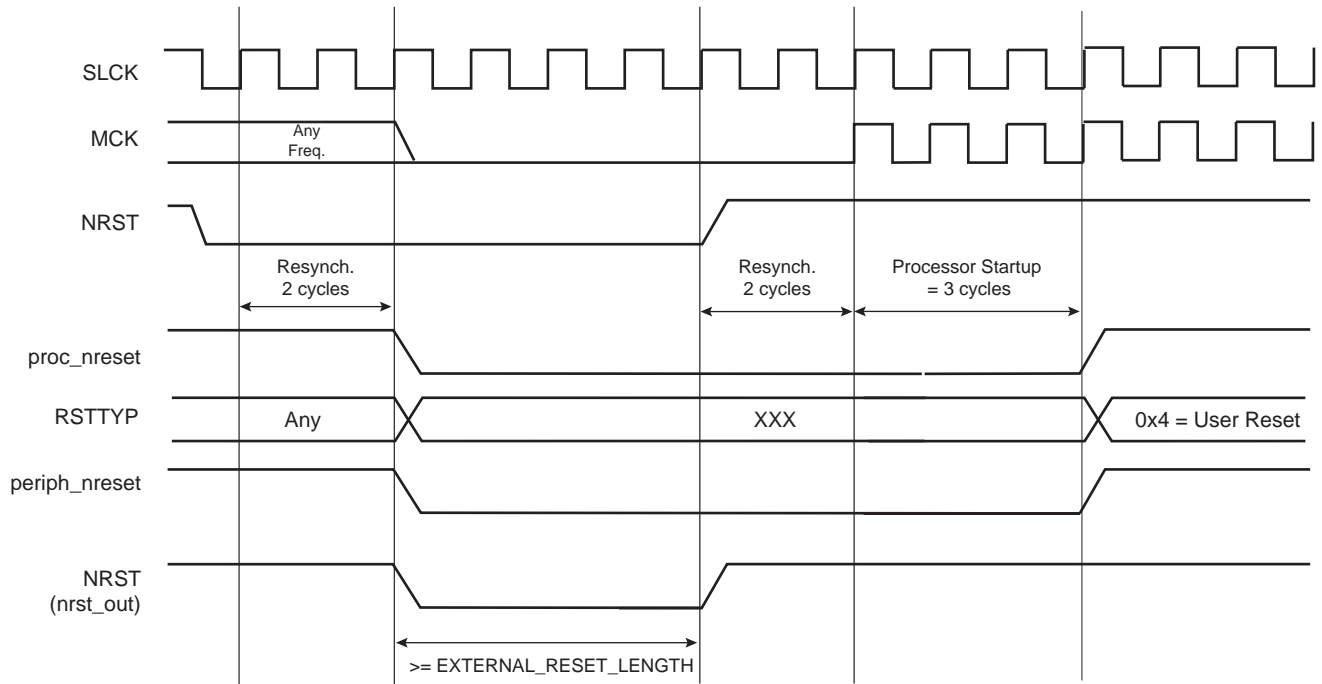 SLCK
MCK
Any
Freq.
NRST
Resynch.
2 cycles
Resynch.
2 cycles
Processor Startup
= 3 cycles
proc_nreset
RSTTYP
Any
XXX
0x4 = User Reset
periph_nreset
NRST
(nrst_out)
>= EXTERNAL_RESET_LENGTH